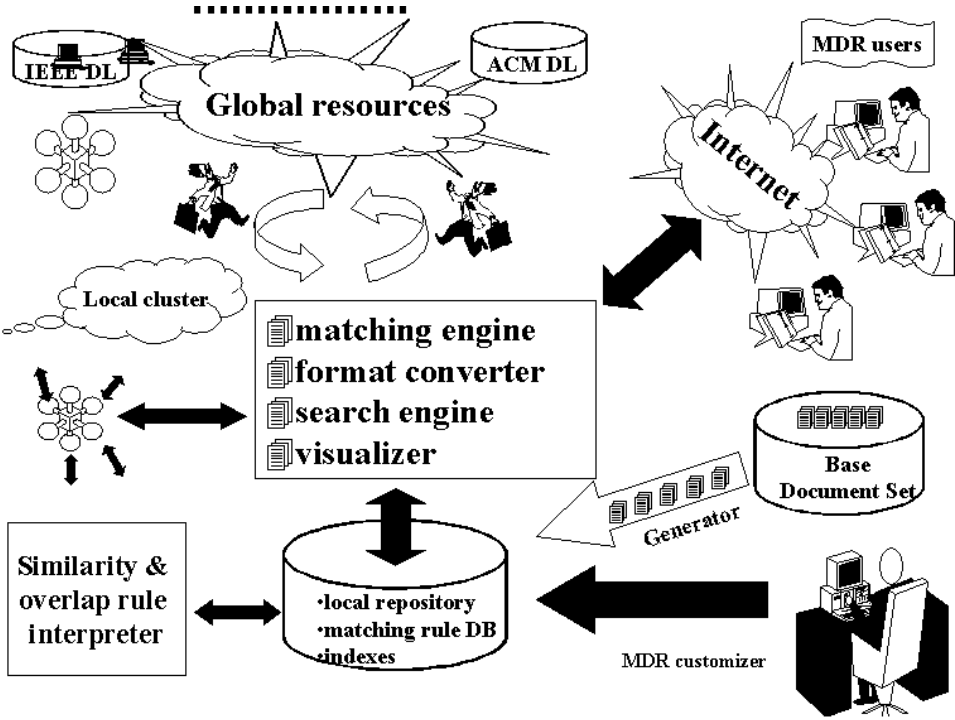 IEEE DL
ACM DL
MDR users
Global resources
Internet
Local cluster
matching engine
format converter
search engine
visualizer
Base
Document Set
Generator
Similarity &
overlap rule
interpreter
•local repository
•matching rule DB
•indexes
MDR customizer